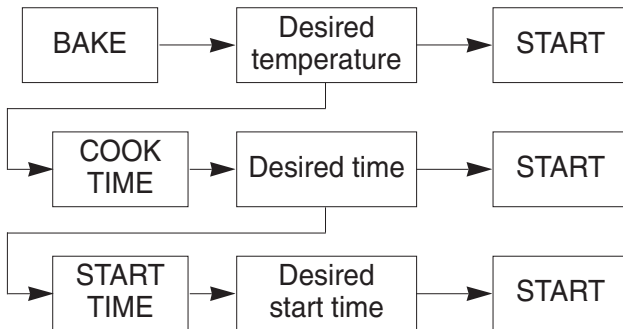 BAKE
Desired
temperature
START
COOK
TIME
Desired time
START
START
TIME
Desired
start time
START